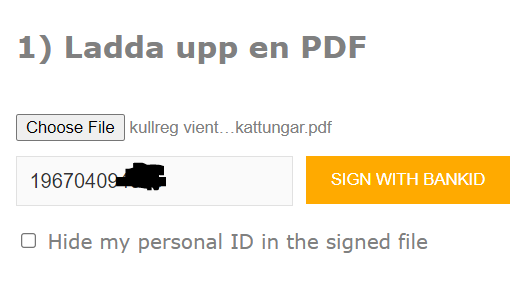 1) Ladda upp en PDF
Choose File kullreg vient…kattungar.pdf
19670409
SIGN WITH BANKID
Hide my personal ID in the signed file